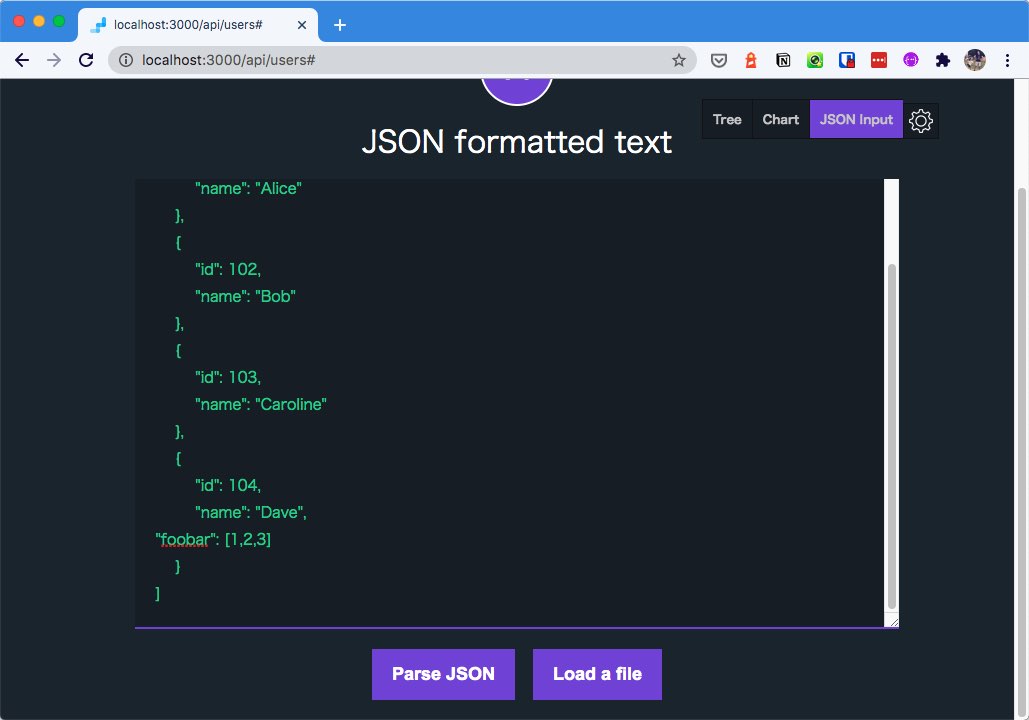 localhost:3000/api/users#
localhost:3000/api/users#
Tree
Chart
JSON Input
JSON formatted text
"name": "Alice"
},
{
"id": 102,
"name": "Bob"
},
{
"id": 103,
"name": "Caroline"
},
{
"id": 104,
"name": "Dave",
"foobar": [1,2,3]
}
]
Parse JSON
Load a file